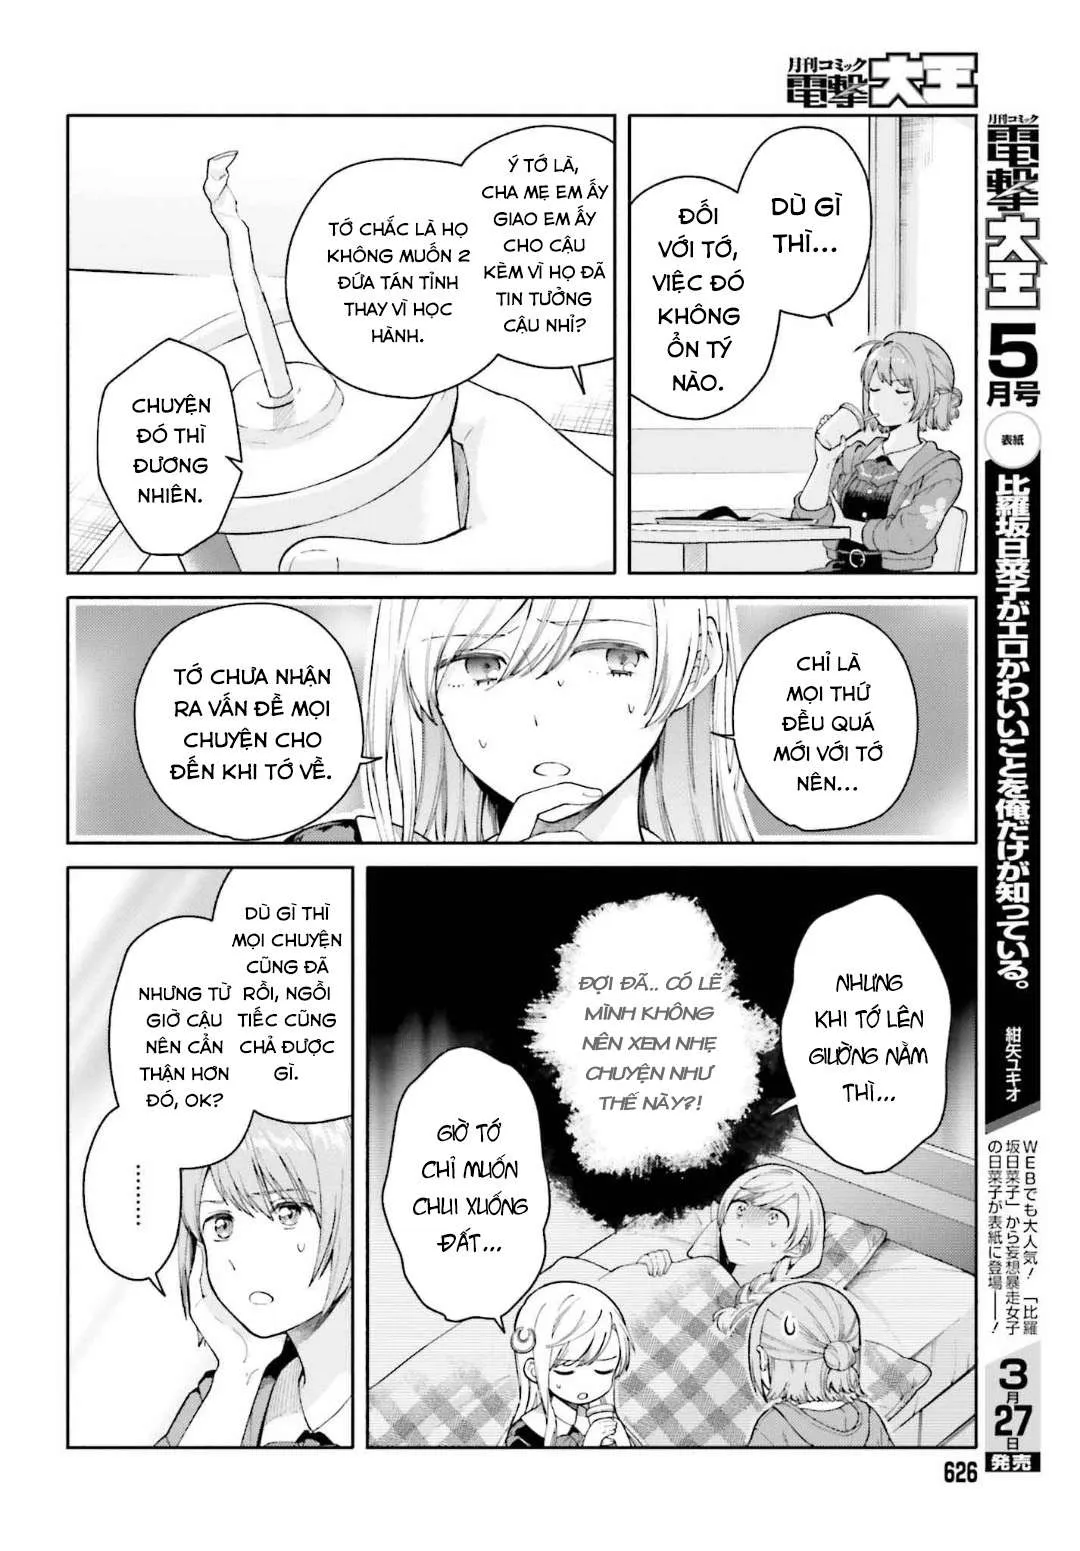 月刊コミック
電撃大王
DÙ GÌ
THÌ...
ĐỐI
VỚI TỚ,
VIỆC ĐÓ
KHÔNG
ỔN TÝ
NÀO.
Ý TỚ LÀ,
CHA MẸ EM ẤY
GIAO EM ẤY
CHO CẬU
KÈM VÌ HỌ ĐÃ
TIN TƯỞNG
CẬU NHỈ?
TỚ CHẮC LÀ HỌ
KHÔNG MUỐN 2
ĐỨA TÁN TỈNH
THAY VÌ HỌC
HÀNH.
CHUYỆN
ĐÓ THÌ
ĐƯƠNG
NHIÊN.
CHỈ LÀ
MỌI THỨ
ĐỀU QUÁ
MỚI VỚI TỚ
NÊN...
TỚ CHƯA NHẬN
RA VẤN ĐỀ MỌI
CHUYỆN CHO
ĐẾN KHI TỚ VỀ.
NHƯNG
KHI TỚ LÊN
GIƯỜNG NẰM
THÌ...
ĐỢI ĐÃ.. CÓ LẼ
MÌNH KHÔNG
NÊN XEM NHẸ
CHUYỆN NHƯ
THẾ NÀY?!
GIỜ TỚ
CHỈ MUỐN
CHUI XUỐNG
ĐẤT...
DÙ GÌ THÌ
MỌI CHUYỆN
CŨNG ĐÃ
RỒI, NGỒI
TIẾC CŨNG
CHẢ ĐƯỢC
GÌ.
NHƯNG TỪ
GIỜ CẬU
NÊN CẨN
THẬN HƠN
ĐÓ, OK?
.........
月刊コミック
電撃大王
5月号
表紙
比羅坂日菜子がエロかわいいことを俺だけが知っている。
紺矢ユキオ
WEBでも大人気！「比羅
坂日菜子」から妄想暴走女子
の日菜子が表紙に登場――！
3月27日発売
626